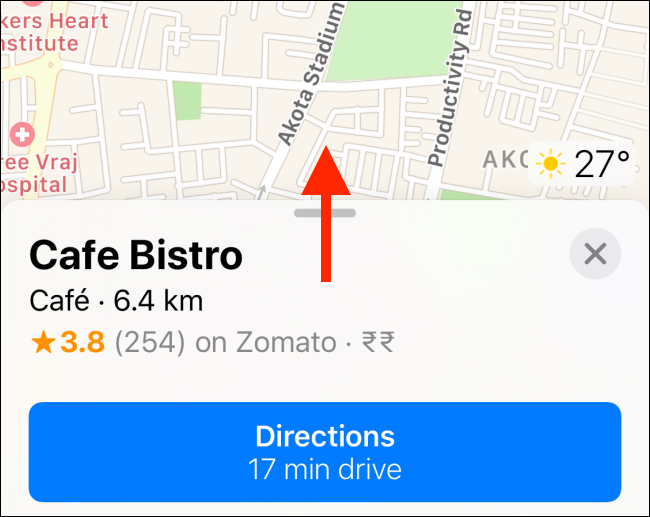 kers Heart
nstitute
Akota Stadium
Productivity Rd
ree Vraj
ospital
AKO
27°
Cafe Bistro
Café · 6.4 km
★3.8 (254) on Zomato · ₹₹
Directions
17 min drive